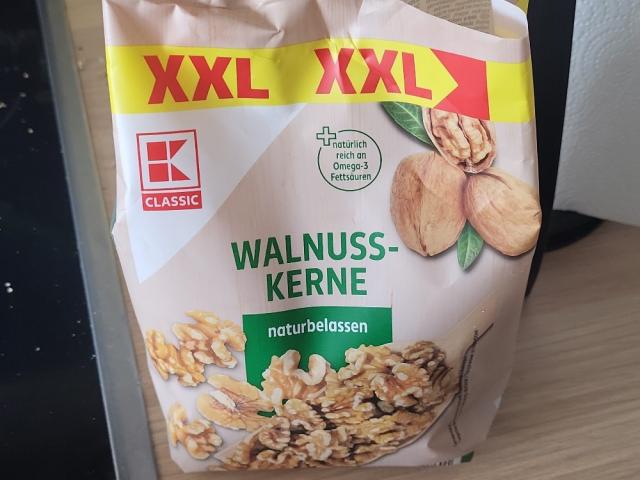 XXL XXL
K
CLASSIC
natürlich
reich an
Omega-3
Fettsäuren
WALNUSS-
KERNE
naturbelassen